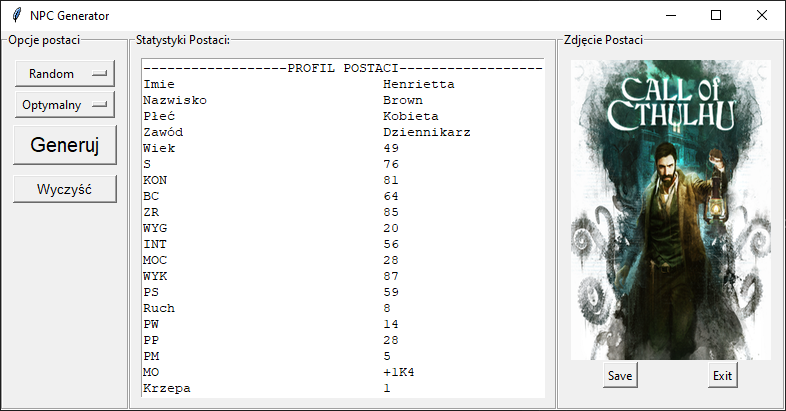 NPC Generator
Opcje postaci
Random
Optymalny
Generuj
Wyczyść
Statystyki Postaci:
------------------PROFIL POSTACI------------------
Imie Henrietta
Nazwisko Brown
Płeć Kobieta
Zawód Dziennikarz
Wiek 49
S 76
KON 81
BC 64
ZR 85
WYG 20
INT 56
MOC 28
WYK 87
PS 59
Ruch 8
PW 14
PP 28
PM 5
MO +1K4
Krzepa 1
Zdjęcie Postaci
CALL of
CTHULHU
Save
Exit